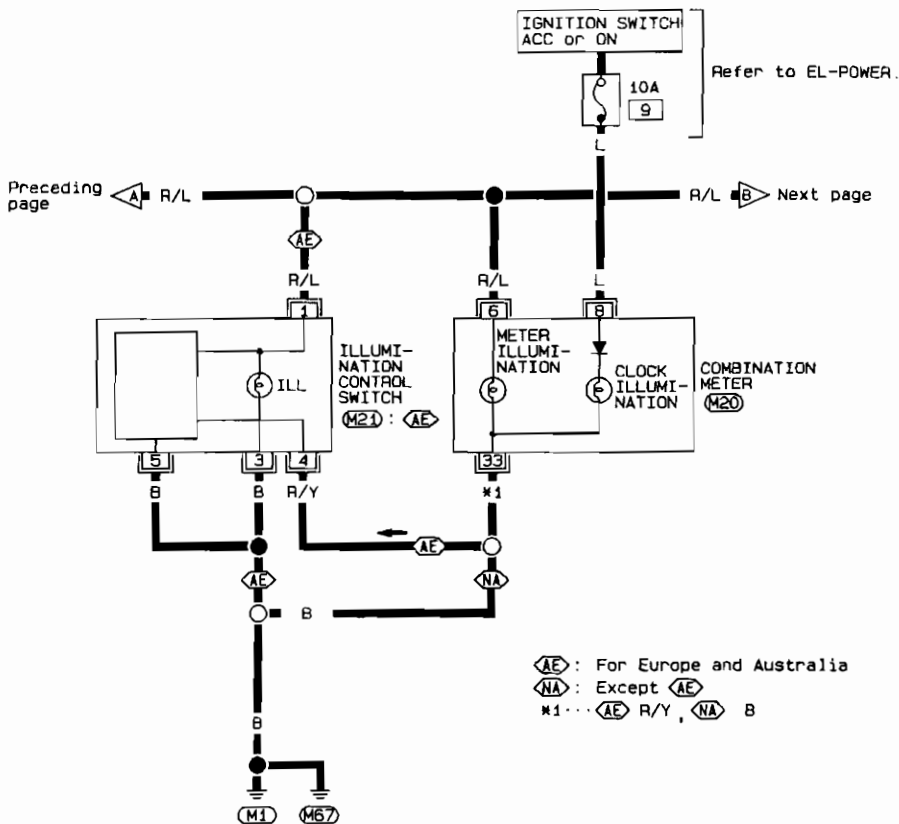 IGNITION SWITCH
ACC or ON
Refer to EL-POWER.
10A
9
L
Preceding
page
A
R/L
R/L
B
Next page
AE
R/L
R/L
L
1
6
8
ILL
ILLUMI-
NATION
CONTROL
SWITCH
M21 : AE
METER
ILLUMI-
NATION
CLOCK
ILLUMI-
NATION
COMBINATION
METER
M20
5
3
4
33
B
B
R/Y
*1
AE
AE
NA
B
AE : For Europe and Australia
NA : Except AE
*1··· AE R/Y, NA B
B
M1
M67